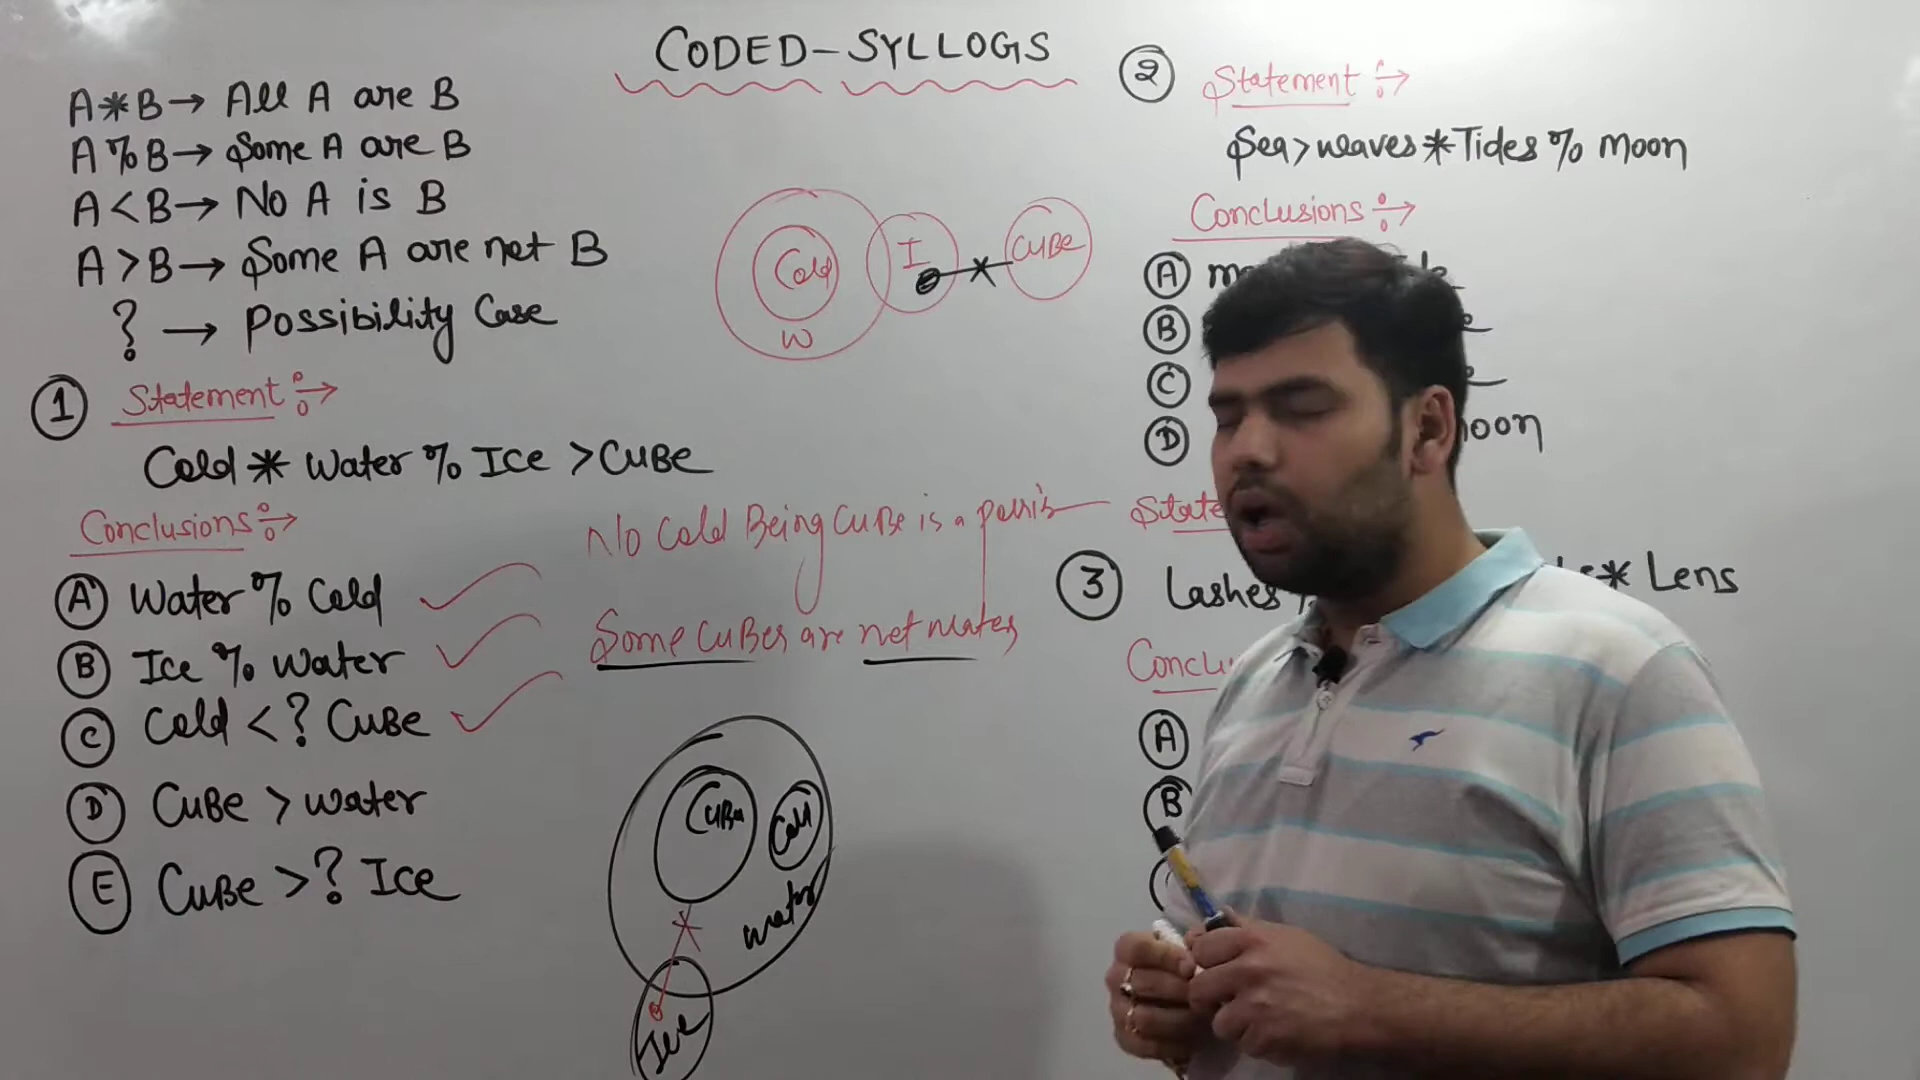 CODED-SYLLOGS
A*B→ All A are B
A%B→ Some A are B
A<B→ No A is B
A>B→ Some A are not B
? → Possibility Case
1 Statement →
Cold * Water % Ice > CUBE
Conclusions →
A Water % Cold
B Ice % Water
C Cold <? CUBE
D CUBE > water
E CUBE >? Ice
Cold
W
I
CUBE
No Cold Being CUBE is a
Some CUBES are not
CUBE
Cold
water
Ice
2 Statement →
Sea>waves*Tides % Moon
Conclusions →
A
B
C
D
3 Lashes * Lens
A
B